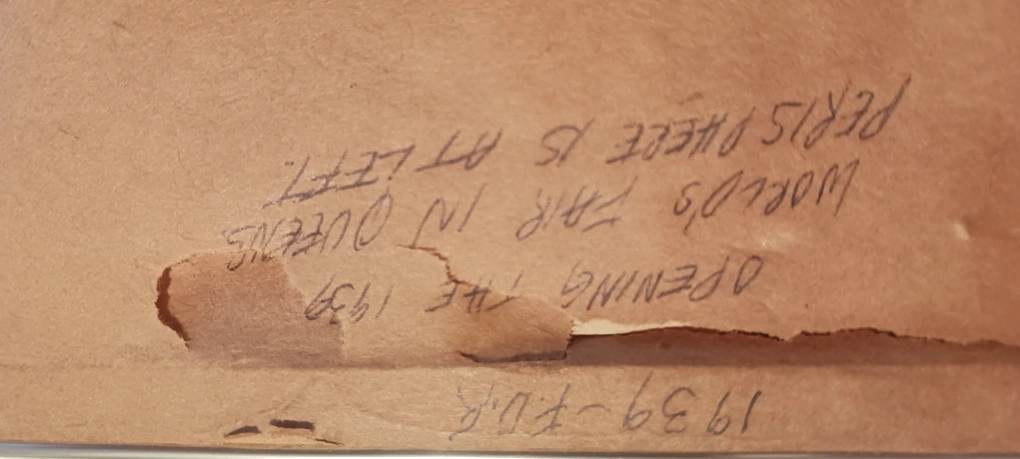 1939 - F.D.R.
OPENING THE 1939
WORLD'S FAIR IN QUEENS
PERISPHERE IS AT LEFT.